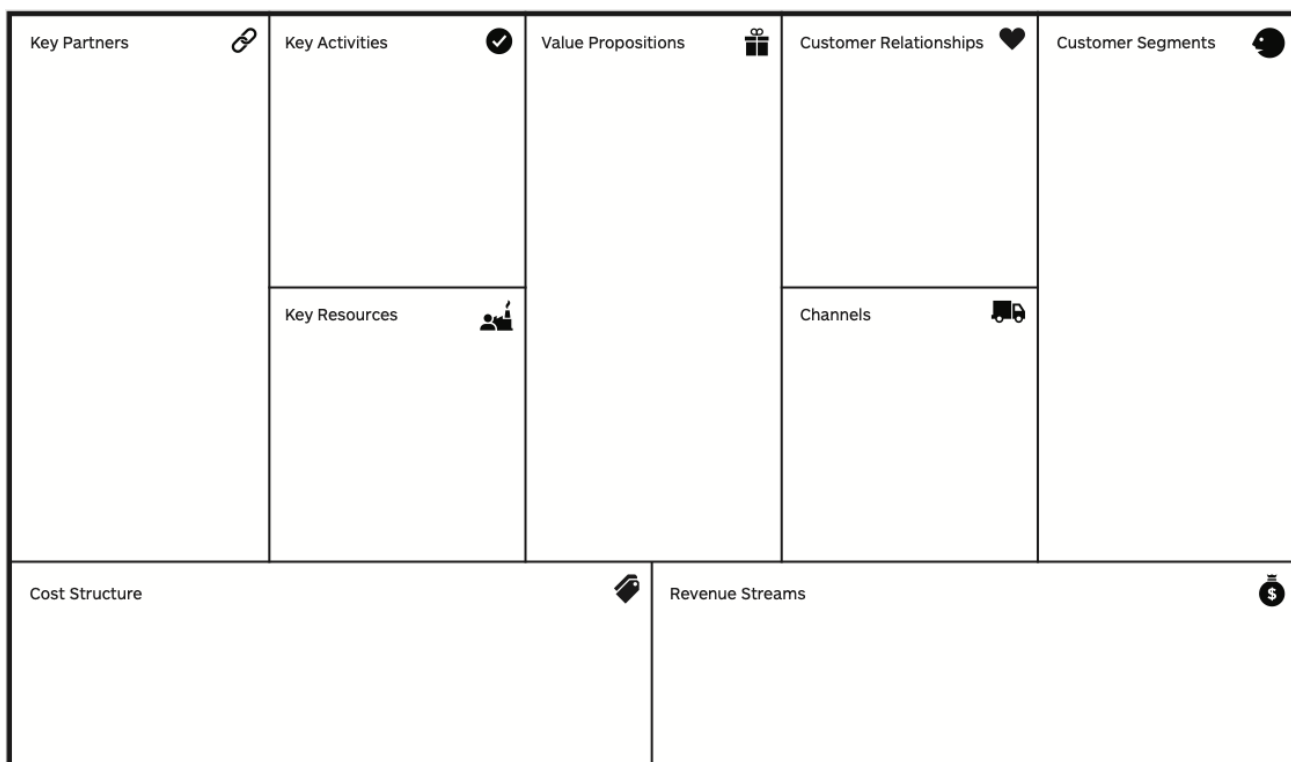 Key Partners
Key Activities
Value Propositions
Customer Relationships
Customer Segments
Key Resources
Channels
Cost Structure
Revenue Streams
$